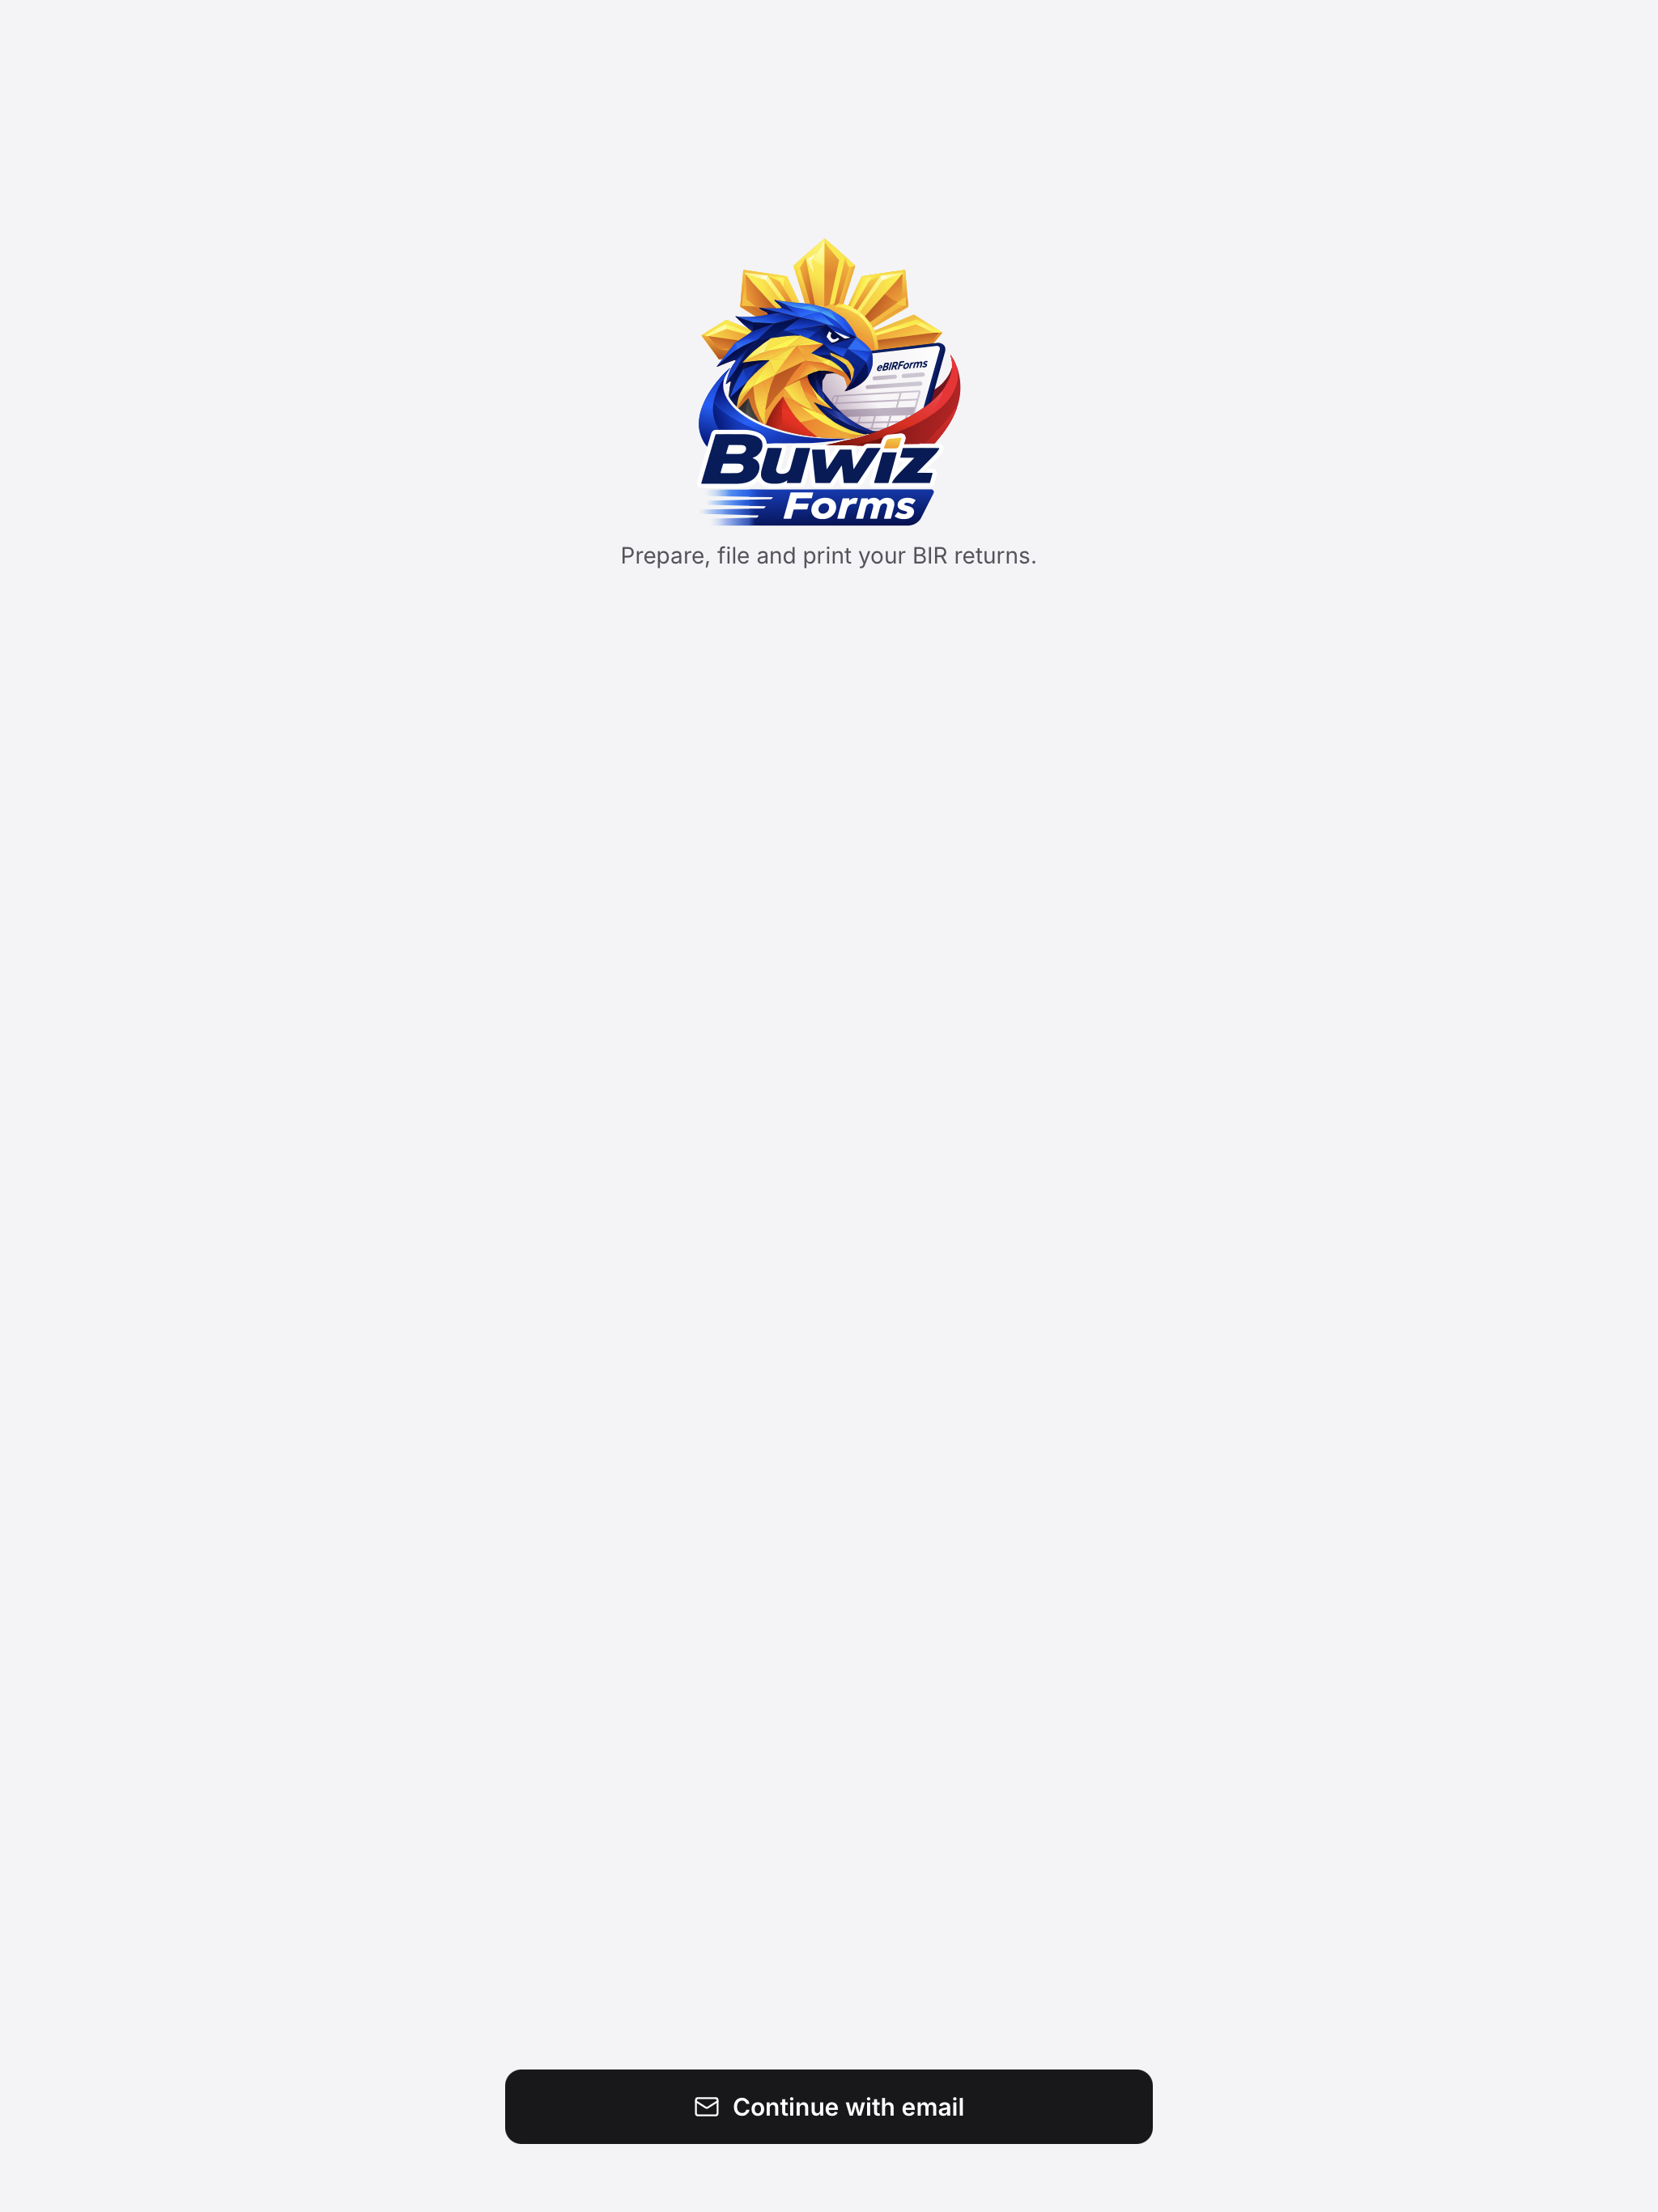 eBIRForms
Buwiz
Forms
Prepare, file and print your BIR returns.
Continue with email